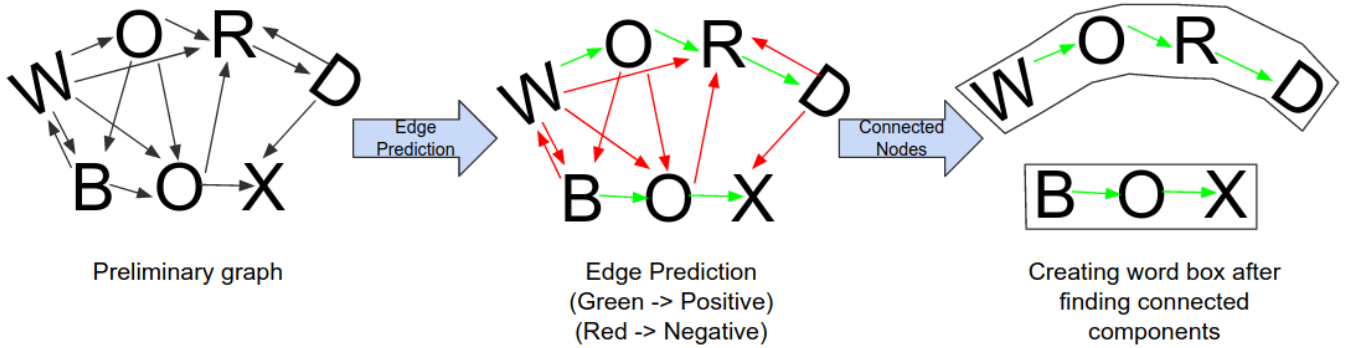 W O R D
B O X
Preliminary graph
Edge
Prediction
W O R D
B O X
Edge Prediction
(Green -> Positive)
(Red -> Negative)
Connected
Nodes
W O R D
B O X
Creating word box after
finding connected
components